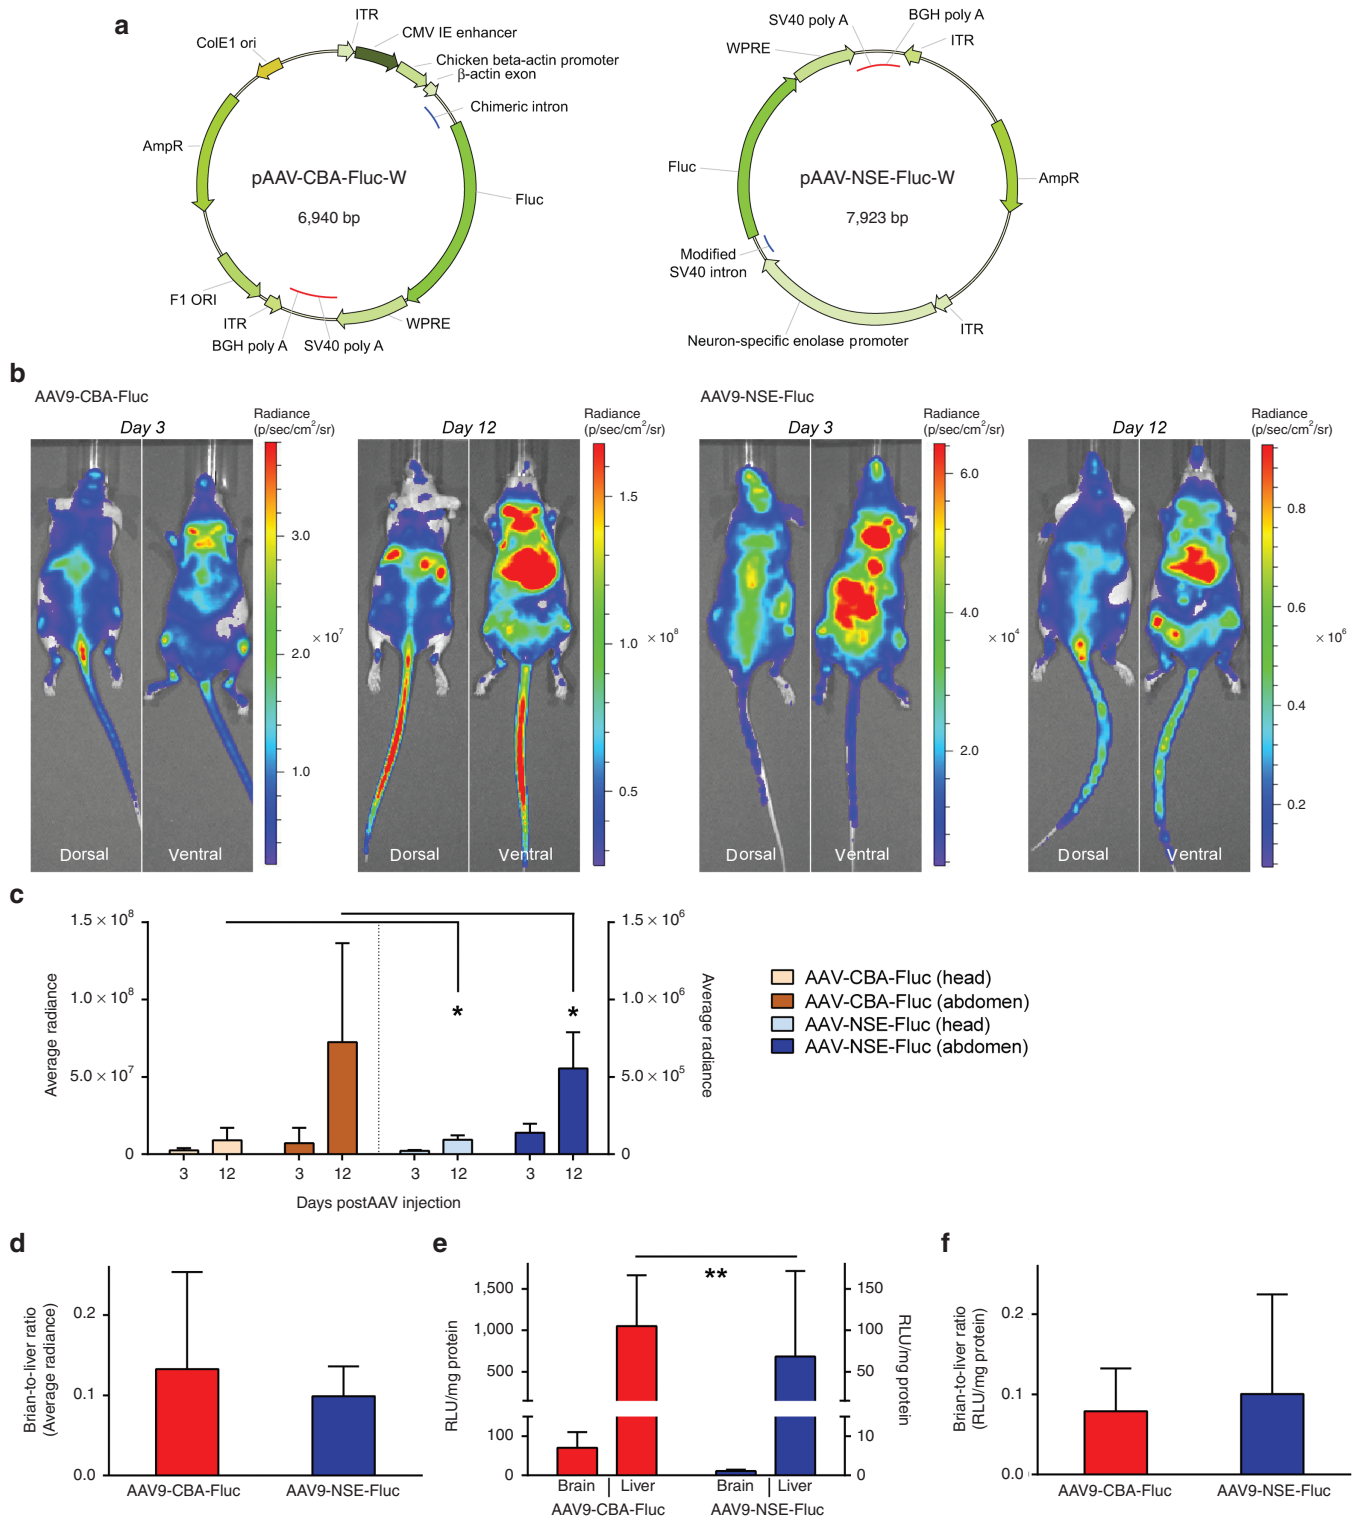 a
ITR
CMV IE enhancer
Chicken beta-actin promoter
β-actin exon
Chimeric intron
ColE1 ori
AmpR
pAAV-CBA-Fluc-W
6,940 bp
Fluc
F1 ORI
ITR
BGH poly A
SV40 poly A
WPRE
SV40 poly A
BGH poly A
ITR
WPRE
Fluc
pAAV-NSE-Fluc-W
7,923 bp
AmpR
Modified
SV40 intron
ITR
Neuron-specific enolase promoter
b
AAV9-CBA-Fluc
Day 3
Radiance
(p/sec/cm²/sr)
3.0
2.0
1.0
× 10⁷
Dorsal
Ventral
Day 12
Radiance
(p/sec/cm²/sr)
1.5
1.0
0.5
× 10⁸
Dorsal
Ventral
AAV9-NSE-Fluc
Day 3
Radiance
(p/sec/cm²/sr)
6.0
4.0
2.0
× 10⁴
Dorsal
Ventral
Day 12
Radiance
(p/sec/cm²/sr)
0.8
0.6
0.4
0.2
× 10⁶
Dorsal
Ventral
c
Average radiance
1.5 × 10⁸
1.0 × 10⁸
5.0 × 10⁷
0
* *
1.5 × 10⁶
1.0 × 10⁶
5.0 × 10⁵
0
Average radiance
3 12 3 12 3 12 3 12
Days postAAV injection
AAV-CBA-Fluc (head)
AAV-CBA-Fluc (abdomen)
AAV-NSE-Fluc (head)
AAV-NSE-Fluc (abdomen)
d
Brian-to-liver ratio
(Average radiance)
0.2
0.1
0.0
AAV9-CBA-Fluc AAV9-NSE-Fluc
e
RLU/mg protein
1,500
1,000
500
100
0
**
150
100
50
10
0
RLU/mg protein
Brain Liver Brain Liver
AAV9-CBA-Fluc AAV9-NSE-Fluc
f
Brian-to-liver ratio
(RLU/mg protein)
0.2
0.1
0.0
AAV9-CBA-Fluc AAV9-NSE-Fluc